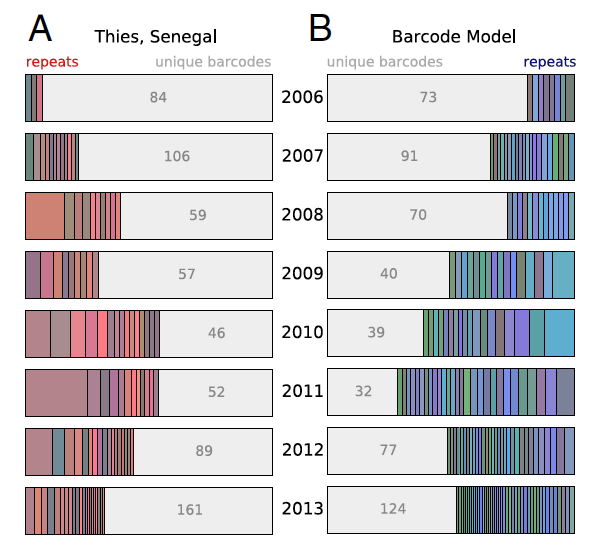 A Thies, Senegal B Barcode Model
repeats unique barcodes unique barcodes repeats
84 2006 73
106 2007 91
59 2008 70
57 2009 40
46 2010 39
52 2011 32
89 2012 77
161 2013 124